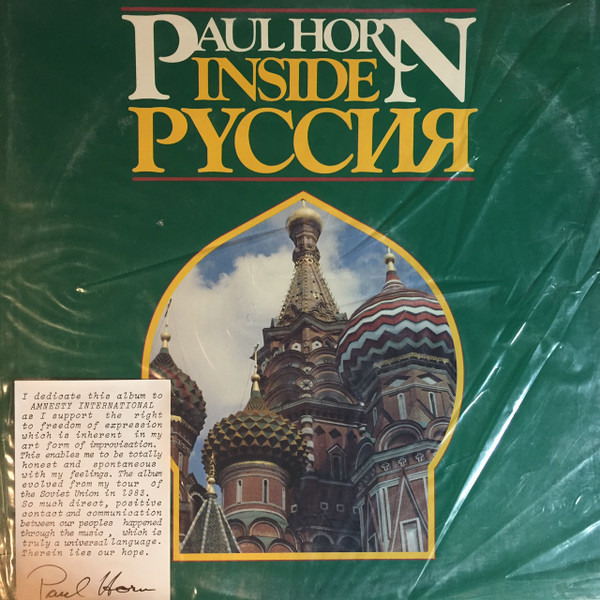 PAUL HORN
INSIDE
РУССИЯ
I dedicate this album to
AMNESTY INTERNATIONAL
as I support the right
to freedom of expression
which is inherent in my
art form of improvisation.
This enables me to be totally
honest and spontaneous
with my feelings. The album
evolved from my tour of
the Soviet Union in 1983.
So much direct, positive
contact and communication
between our peoples happened
through the music , which is
truly a universal language.
Therein lies our hope.
Paul Horn